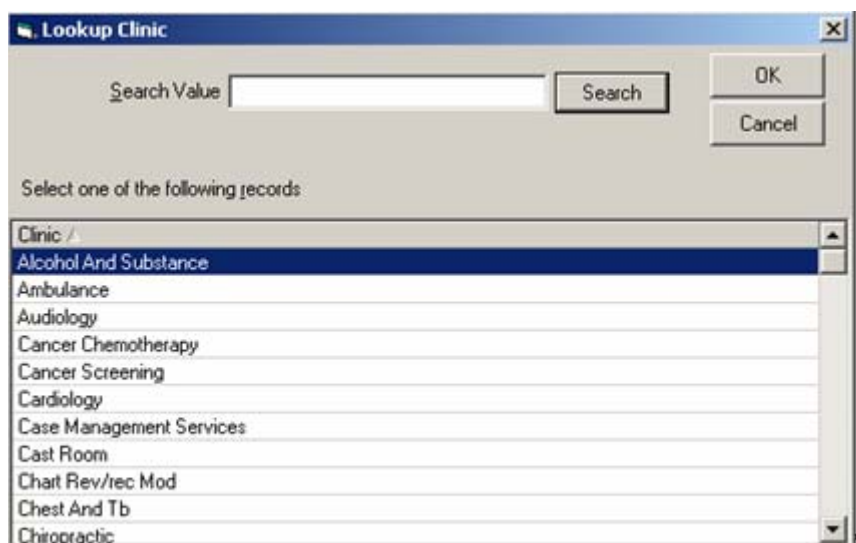 Lookup Clinic
Search Value
Search
OK
Cancel
Select one of the following records
Clinic
Alcohol And Substance
Ambulance
Audiology
Cancer Chemotherapy
Cancer Screening
Cardiology
Case Management Services
Cast Room
Chart Rev/rec Mod
Chest And Tb
Chiropractic